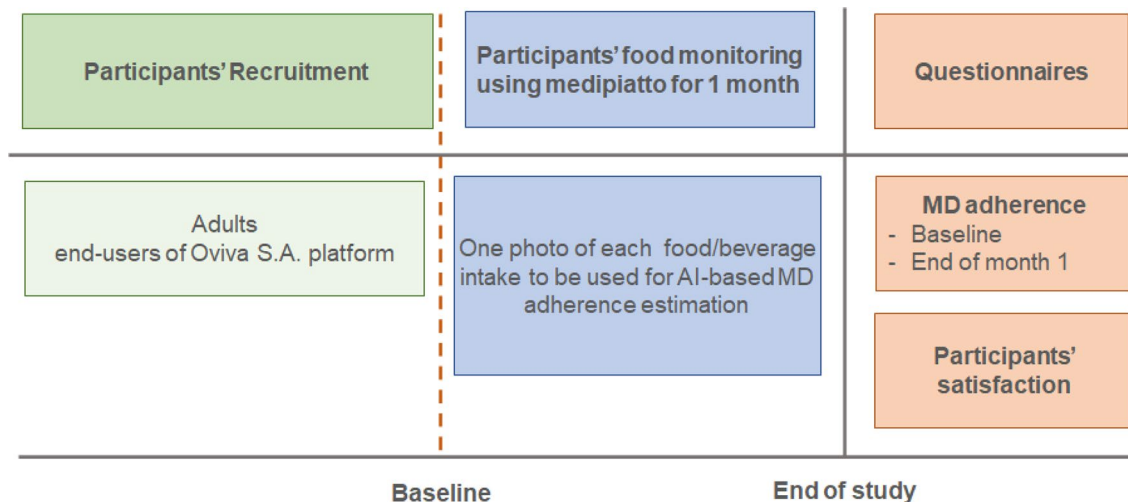 Participants' Recruitment
Participants' food monitoring
using medipiatto for 1 month
Questionnaires
Adults
end-users of Oviva S.A. platform
One photo of each food/beverage
intake to be used for AI-based MD
adherence estimation
MD adherence
- Baseline
- End of month 1
Participants'
satisfaction
Baseline
End of study